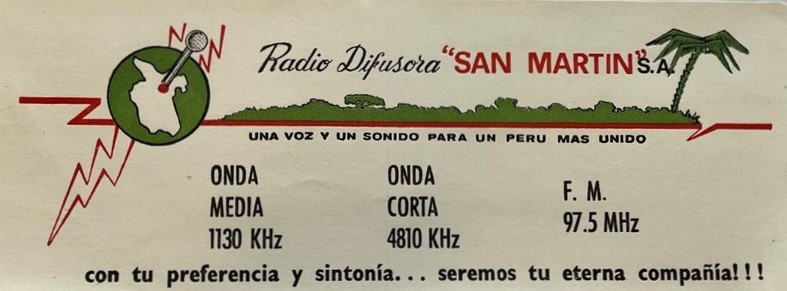 Radio Difusora "SAN MARTIN" S.A.
UNA VOZ Y UN SONIDO PARA UN PERU MAS UNIDO
ONDA
MEDIA
1130 KHz
ONDA
CORTA
4810 KHz
F. M.
97.5 MHz
con tu preferencia y sintonía... seremos tu eterna compañía!!!